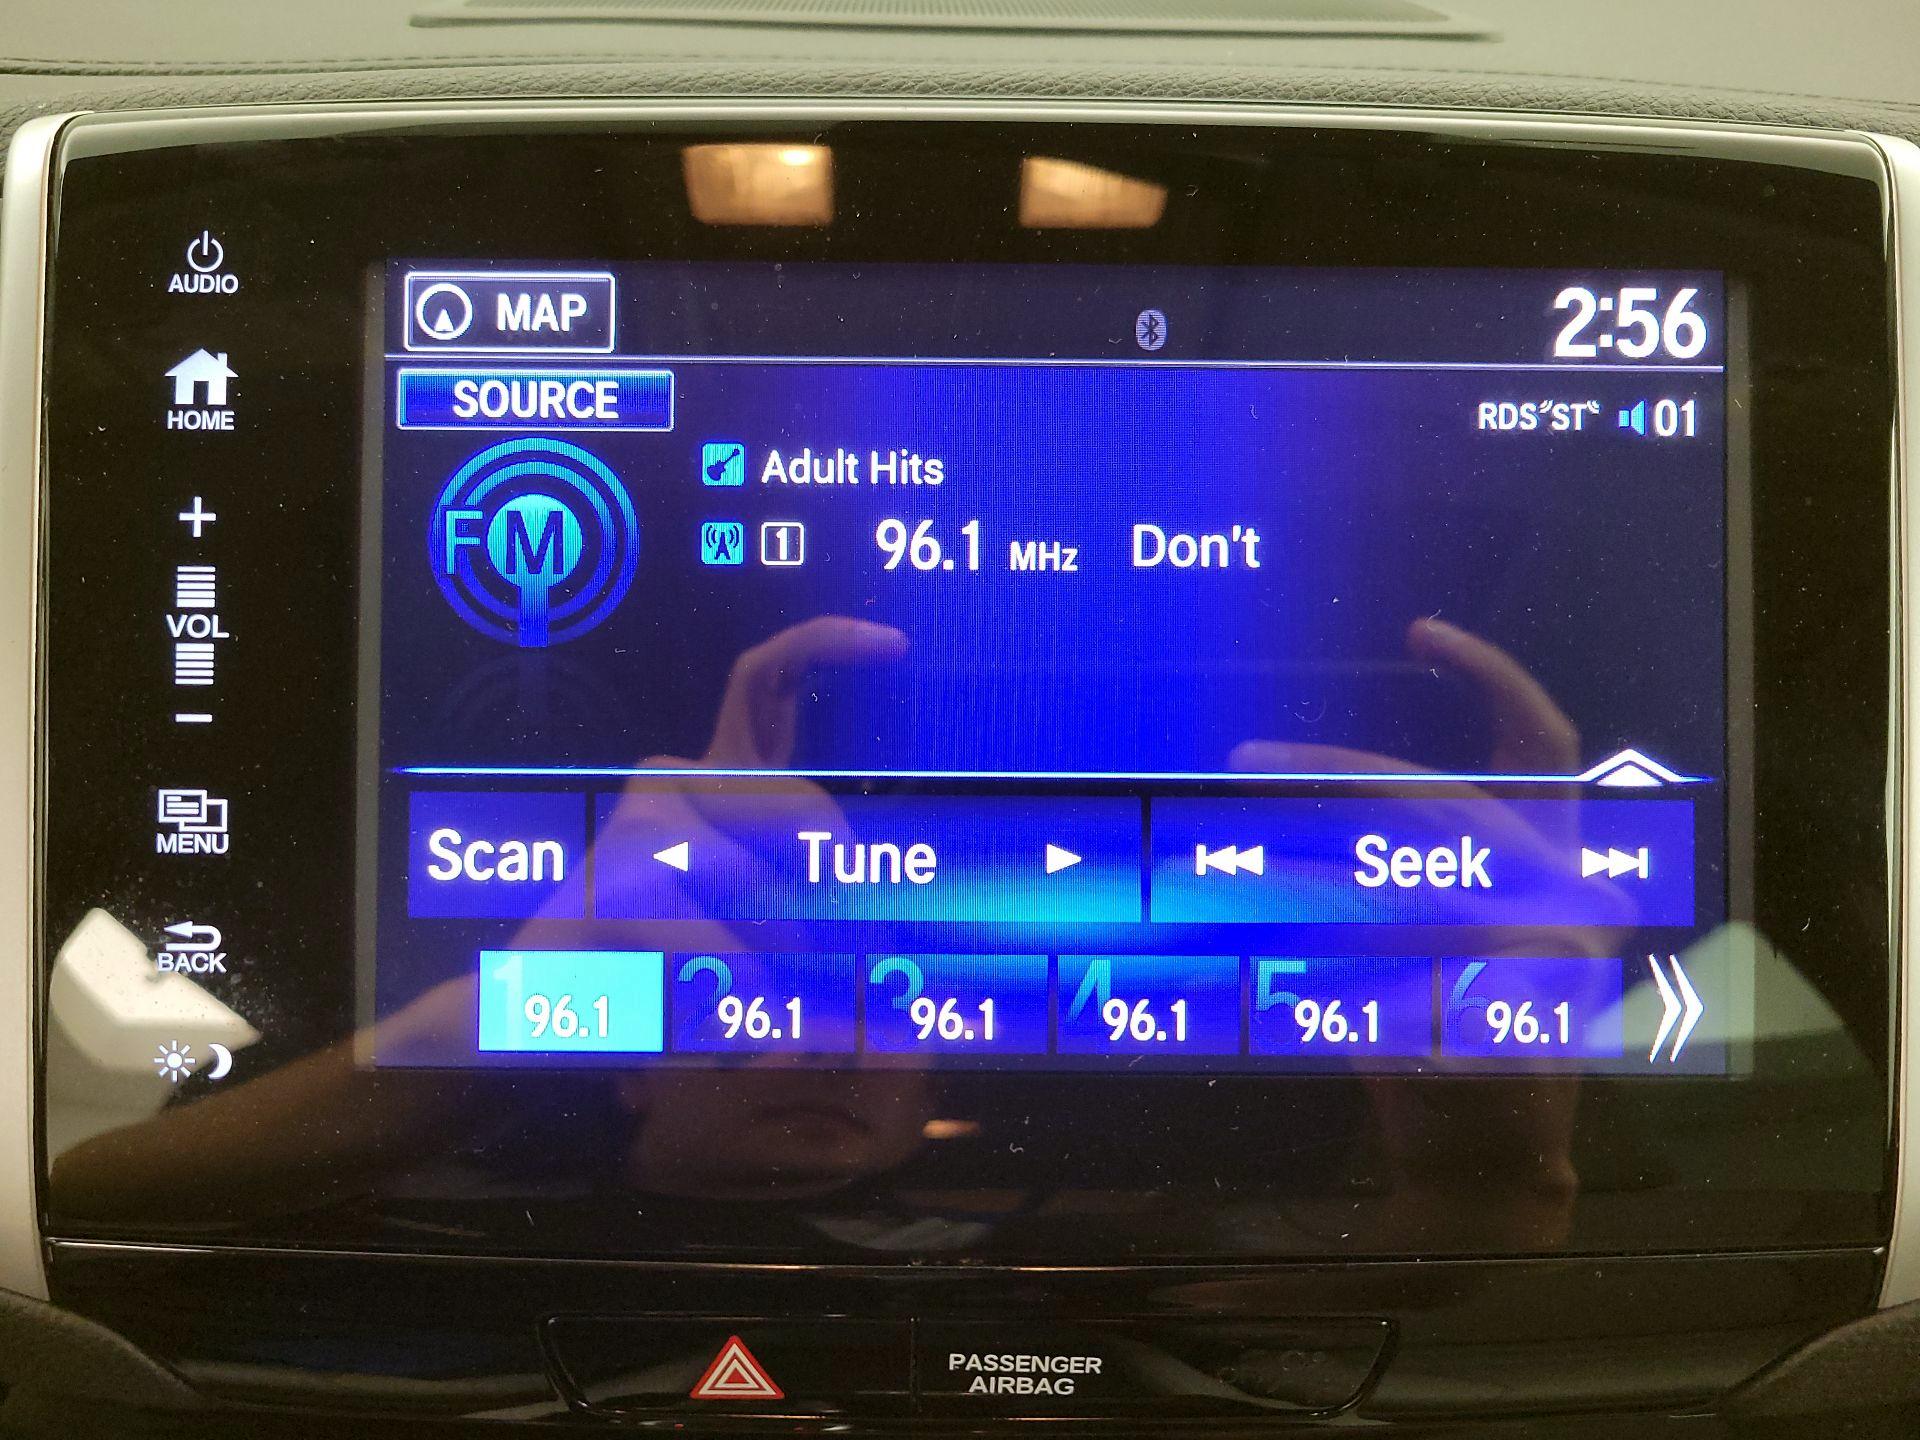 AUDIO
HOME
+
VOL
−
MENU
BACK
MAP
2:56
SOURCE
RDS "ST" 01
FM
Adult Hits
1 96.1 MHz Don't
Scan Tune Seek
1 96.1 2 96.1 3 96.1 4 96.1 5 96.1 6 96.1
PASSENGER
AIRBAG